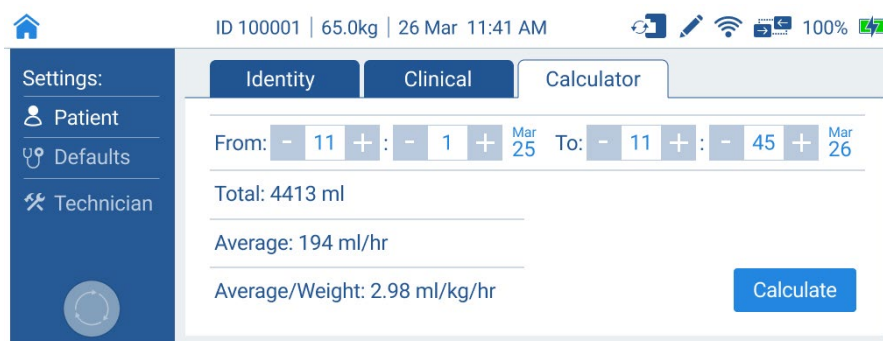 ID 100001 | 65.0kg | 26 Mar 11:41 AM 100%
Settings:
Patient
Defaults
Technician
Identity Clinical Calculator
From: - 11 + : - 1 + Mar 25 To: - 11 + : - 45 + Mar 26
Total: 4413 ml
Average: 194 ml/hr
Average/Weight: 2.98 ml/kg/hr
Calculate